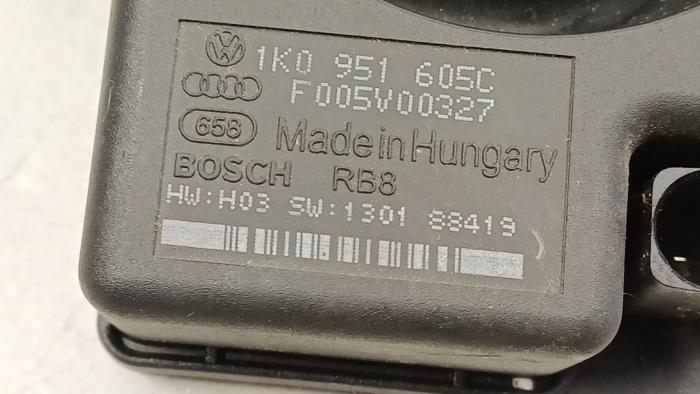 1K0 951 605C
F005V00327
658 Made in Hungary
BOSCH RB8
HW:H03 SW:1301 88419